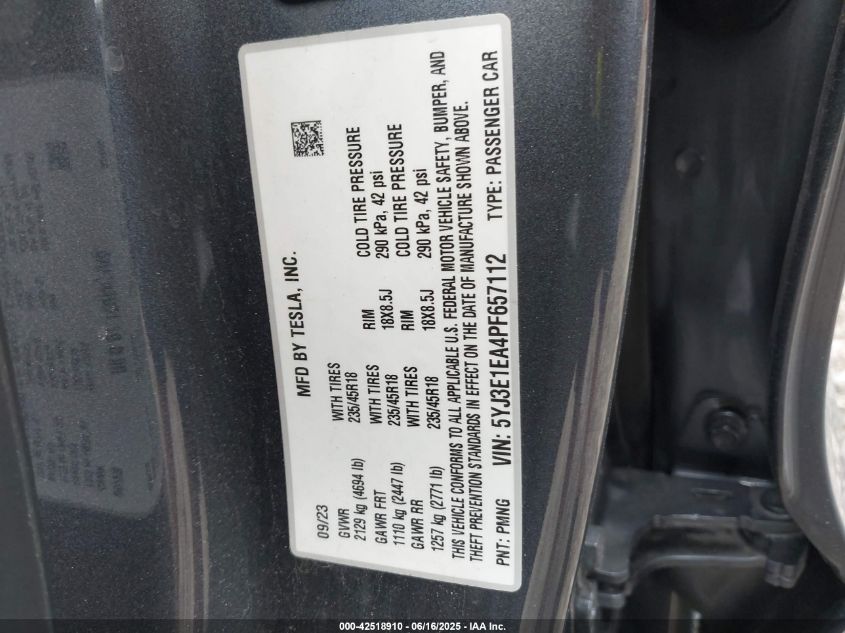 MFD BY TESLA, INC.
09/23
GVWR WITH TIRES RIM COLD TIRE PRESSURE
2129 kg (4694 lb) 235/45R18 18X8.5J 290 kPa, 42 psi
GAWR FRT WITH TIRES RIM COLD TIRE PRESSURE
1110 kg (2447 lb) 235/45R18 18X8.5J 290 kPa, 42 psi
GAWR RR
1257 kg (2771 lb)
THIS VEHICLE CONFORMS TO ALL APPLICABLE U.S. FEDERAL MOTOR VEHICLE SAFETY, BUMPER, AND
THEFT PREVENTION STANDARDS IN EFFECT ON THE DATE OF MANUFACTURE SHOWN ABOVE.
PNT: PMNG VIN: 5YJ3E1EA4PF657112 TYPE: PASSENGER CAR
000-42518910 - 06/16/2025 - IAA Inc.